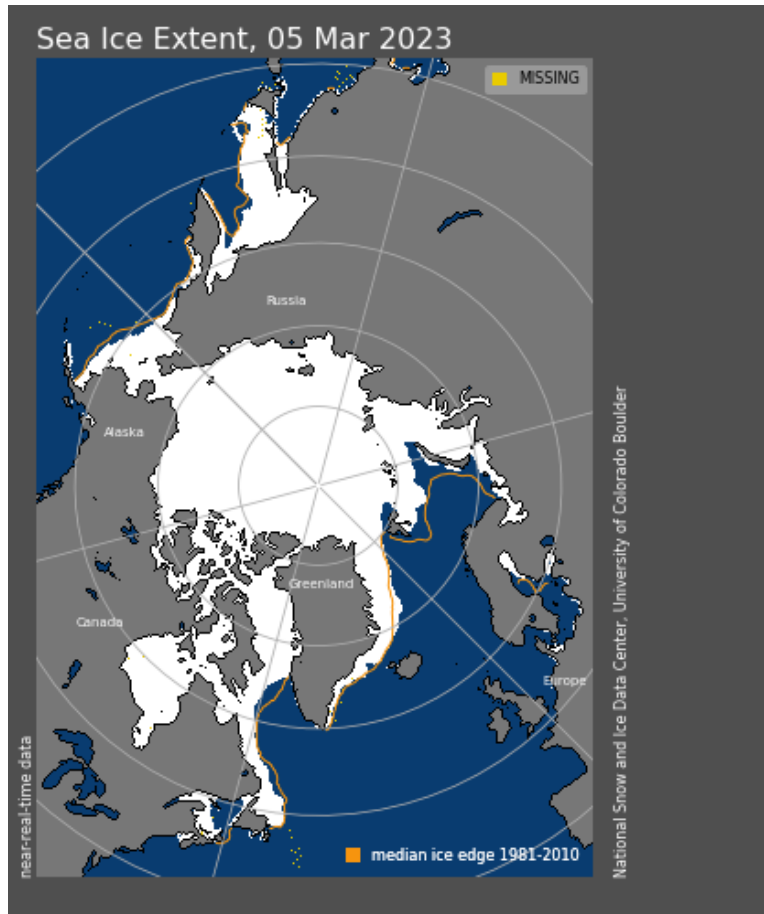 Sea Ice Extent, 05 Mar 2023
MISSING
Russia
Alaska
Greenland
Canada
Europe
median ice edge 1981-2010
near-real-time data
National Snow and Ice Data Center, University of Colorado Boulder